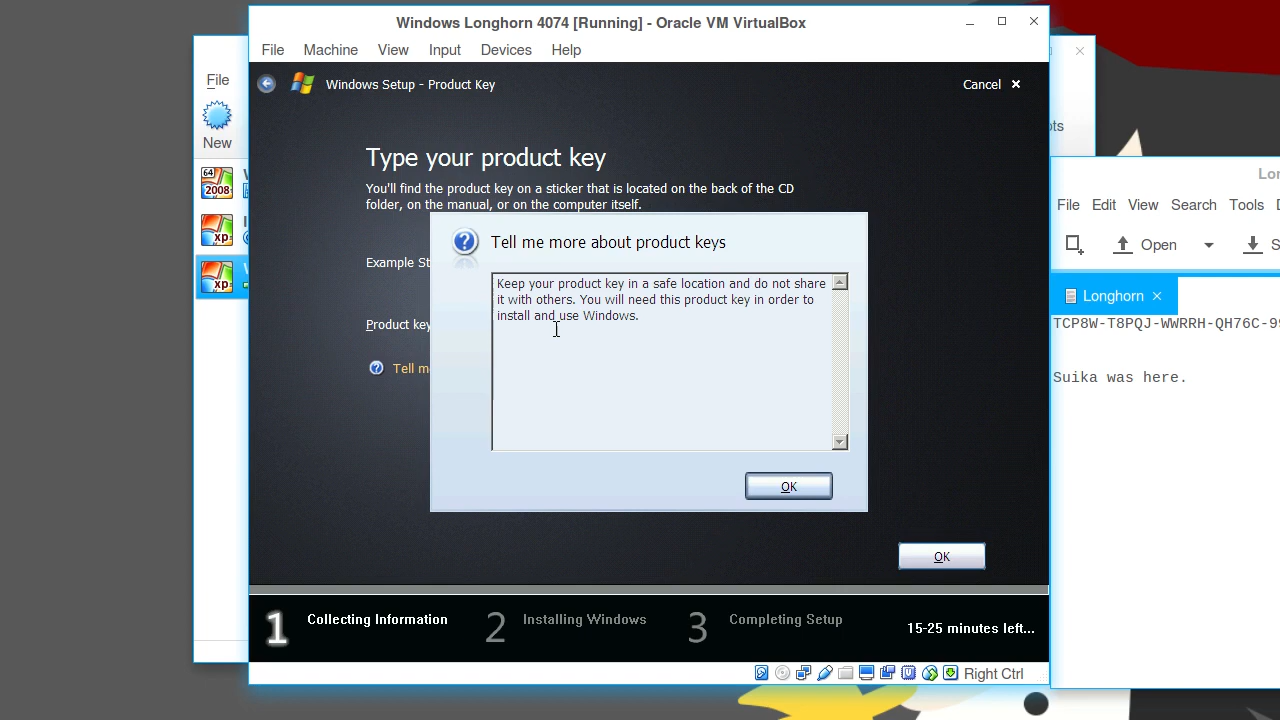 Windows Longhorn 4074 [Running] - Oracle VM VirtualBox
File Machine View Input Devices Help
Windows Setup - Product Key
Cancel
Type your product key
You'll find the product key on a sticker that is located on the back of the CD
folder, on the manual, or on the computer itself.
Example St
Product key
Tell m
Tell me more about product keys
Keep your product key in a safe location and do not share
it with others. You will need this product key in order to
install and use Windows.
OK
OK
1 Collecting Information
2 Installing Windows
3 Completing Setup
15-25 minutes left...
Right Ctrl
File
New
64
2008
xp
xp
ots
Lo
File Edit View Search Tools D
Open
S
Longhorn
TCP8W-T8PQJ-WWRRH-QH76C-99
Suika was here.